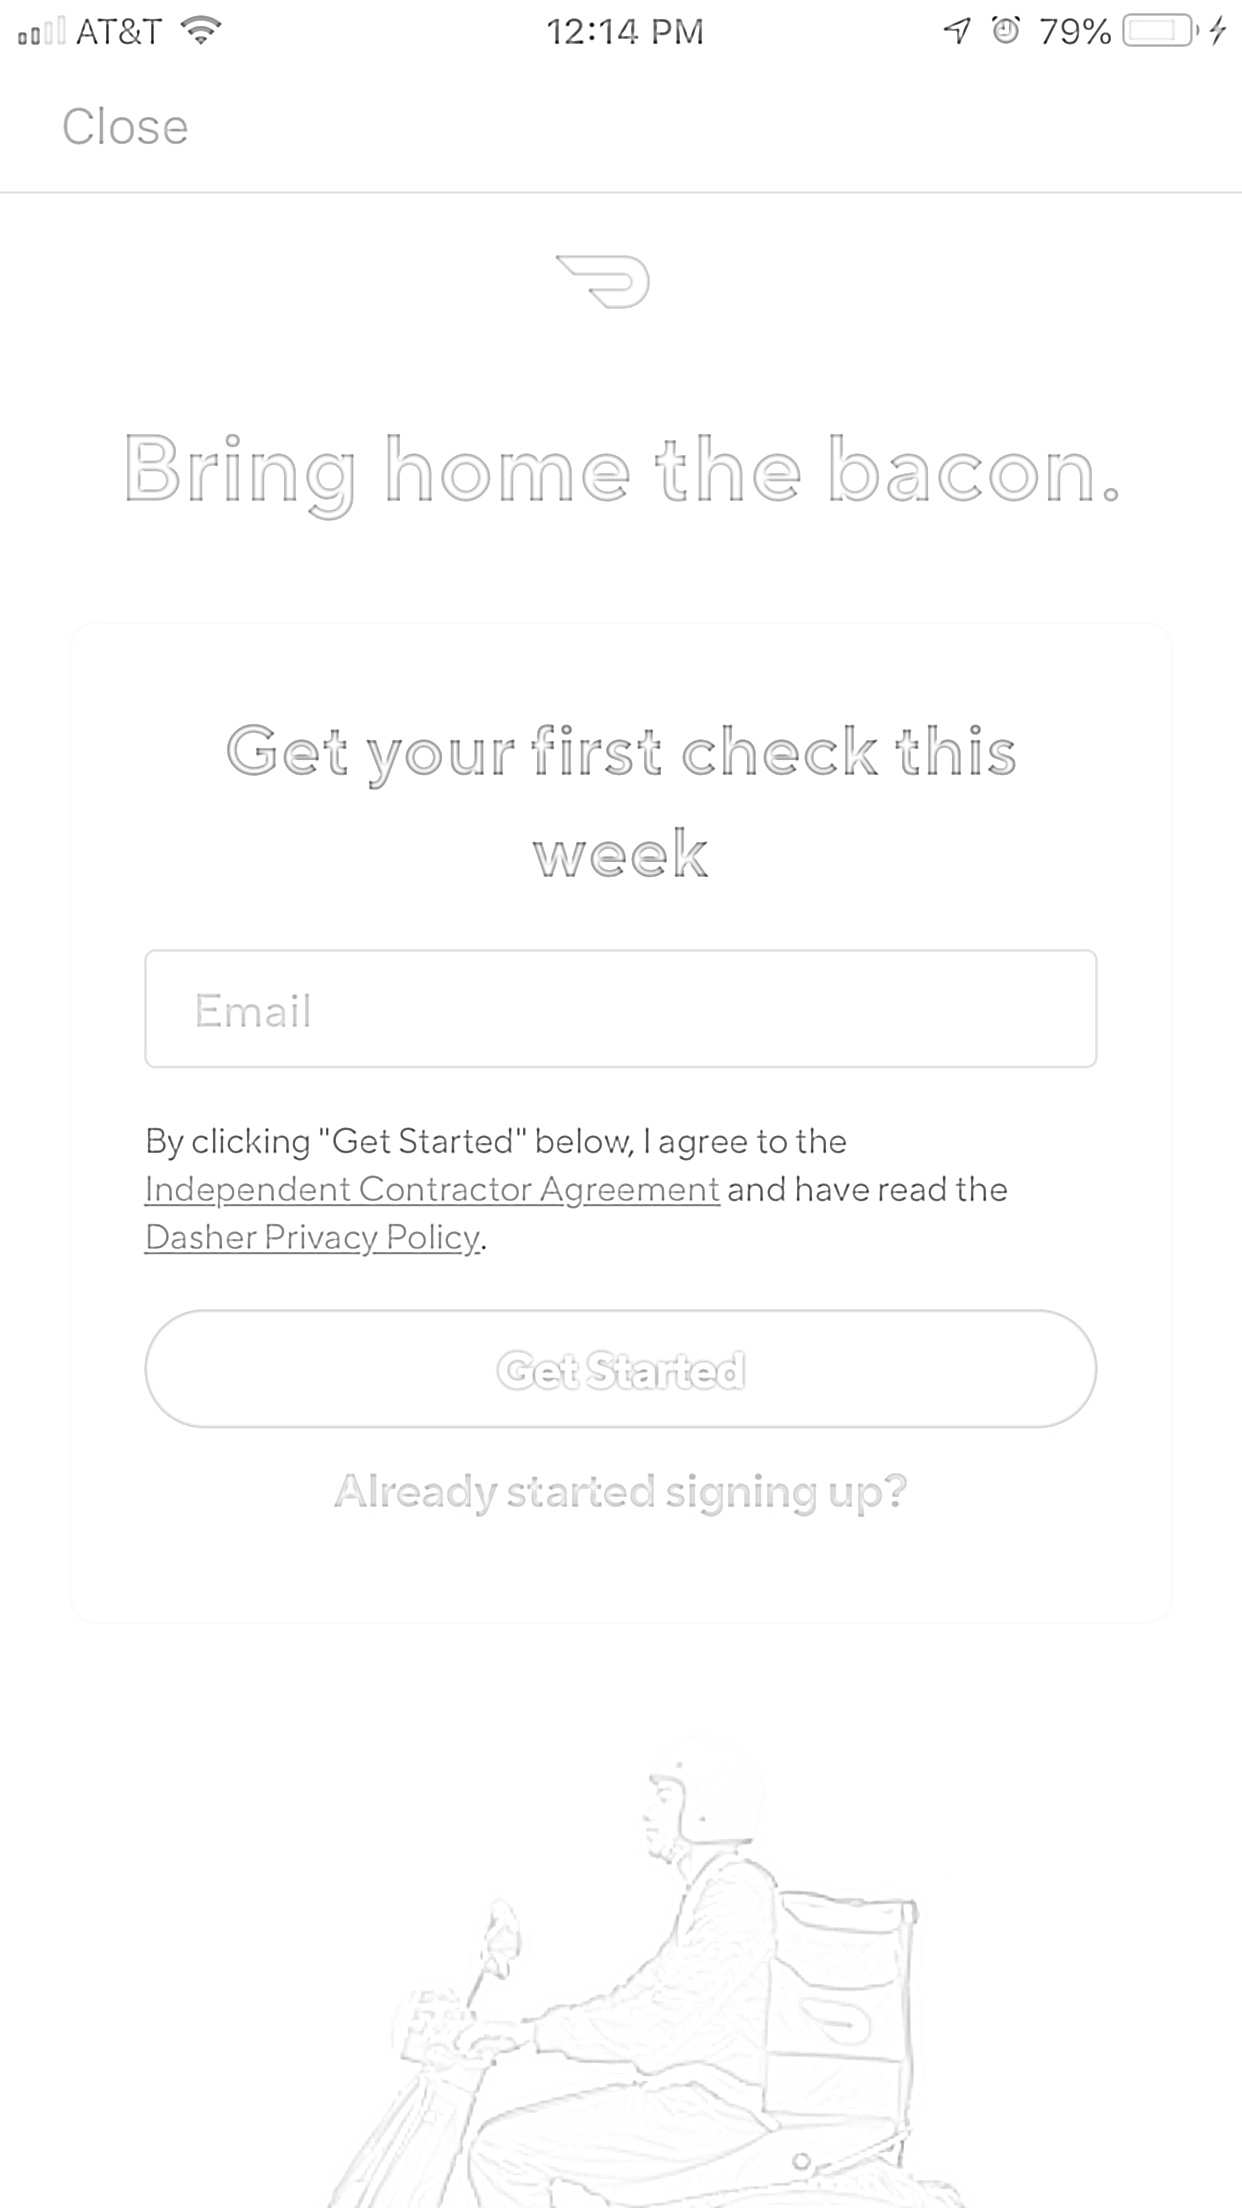 AT&T 12:14 PM 79%
Close
Bring home the bacon.
Get your first check this
week
Email
By clicking "Get Started" below, I agree to the
Independent Contractor Agreement and have read the
Dasher Privacy Policy.
Get Started
Already started signing up?